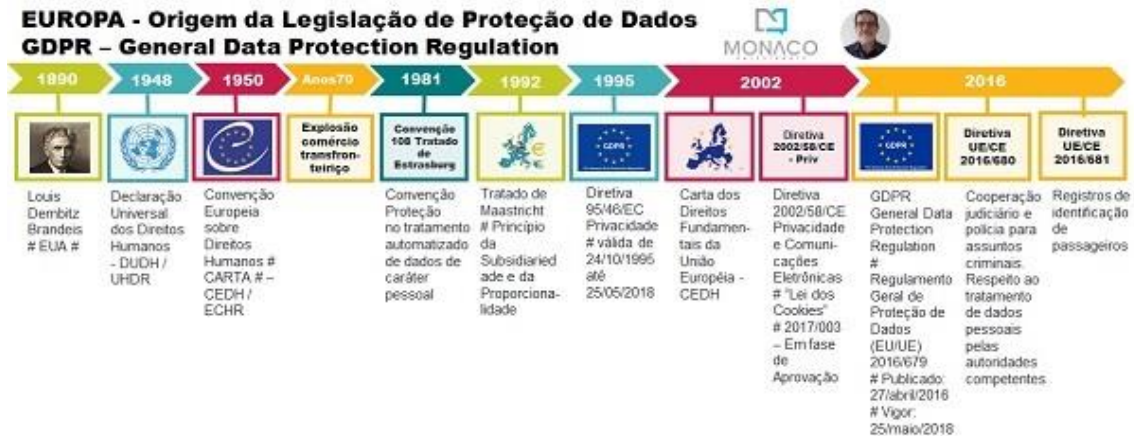 EUROPA - Origem da Legislação de Proteção de Dados
GDPR – General Data Protection Regulation
MONACO
1890
1948
1950
Anos70
1981
1992
1995
2002
2016
Explosão
comércio
transfron-
teiriço
Convenção
108 Tratado
de
Estrasburg
GDPR
Diretiva
2002/58/CE
- Priv
GDPR
Diretiva
UE/CE
2016/680
Diretiva
UE/CE
2016/681
Louis
Dembitz
Brandeis
# EUA #
Declaração
Universal
dos Direitos
Humanos
- DUDH /
UHDR
Convenção
Europeia
sobre
Direitos
Humanos #
CARTA # –
CEDH /
ECHR
Convenção
Proteção
no tratamento
automatizado
de dados de
caráter
pessoal
Tratado de
Maastricht
# Princípio
da
Subsidiaried
ade e da
Proporciona-
lidade
Diretiva
95/46/EC
Privacidade
# válida de
24/10/1995
até
25/05/2018
Carta dos
Direitos
Fundamen-
tais da
União
Européia -
CEDH
Diretiva
2002/58/CE
Privacidade
e Comuni-
cações
Eletrônicas
# "Lei dos
Cookies"
# 2017/003
– Em fase
de
Aprovação
GDPR
General Data
Protection
Regulation
#
Regulamento
Geral de
Proteção de
Dados
(EU/UE)
2016/679
# Publicado:
27/abril/2016
# Vigor:
25/maio/2018
Cooperação
judiciário e
polícia para
assuntos
criminais.
Respeito ao
tratamento
de dados
pessoais
pelas
autoridades
competentes
Registros de
identificação
de
passageiros